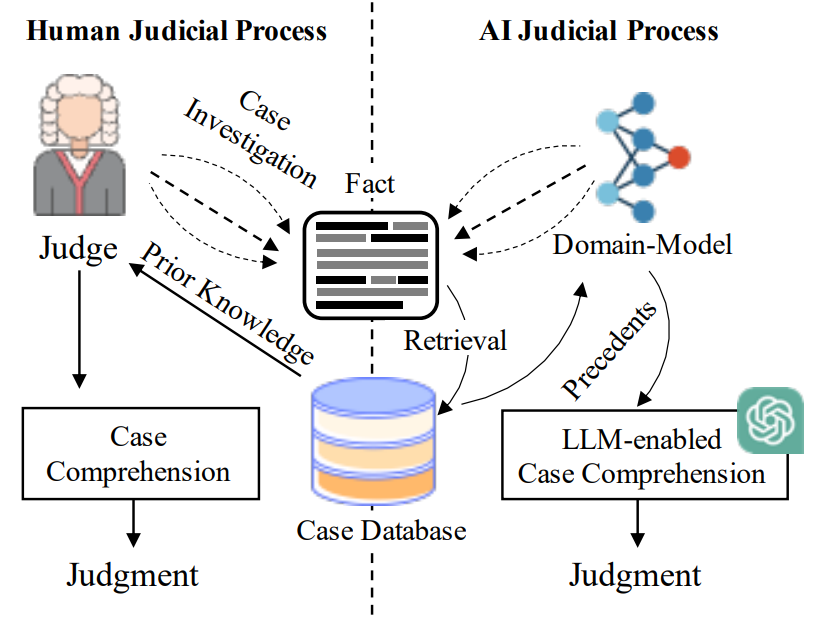 Human Judicial Process
AI Judicial Process
Case
Investigation
Fact
Judge
Domain-Model
Prior Knowledge
Retrieval
Precedents
Case
Comprehension
LLM-enabled
Case Comprehension
Case Database
Judgment
Judgment